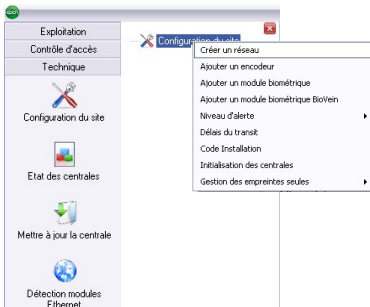 Exploitation
Contrôle d'accès
Technique
Configuration du site
Etat des centrales
Mettre à jour la centrale
Détection modules
Ethernet
Configuration du site
Créer un réseau
Ajouter un encodeur
Ajouter un module biométrique
Ajouter un module biométrique BioVein
Niveau d'alerte
Délais du transit
Code Installation
Initialisation des centrales
Gestion des empreintes seules